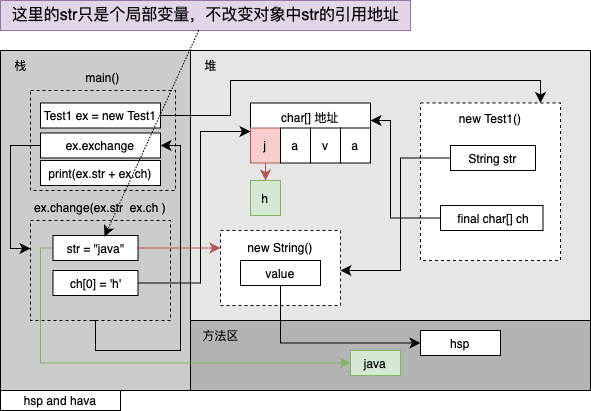 这里的str只是个局部变量，不改变对象中str的引用地址
栈
main()
Test1 ex = new Test1
ex.exchange
print(ex.str + ex.ch)
ex.change(ex.str ex.ch )
str = "java"
ch[0] = 'h'
堆
char[] 地址
j a v a
h
new Test1()
String str
final char[] ch
new String()
value
方法区
hsp
java
hsp and hava